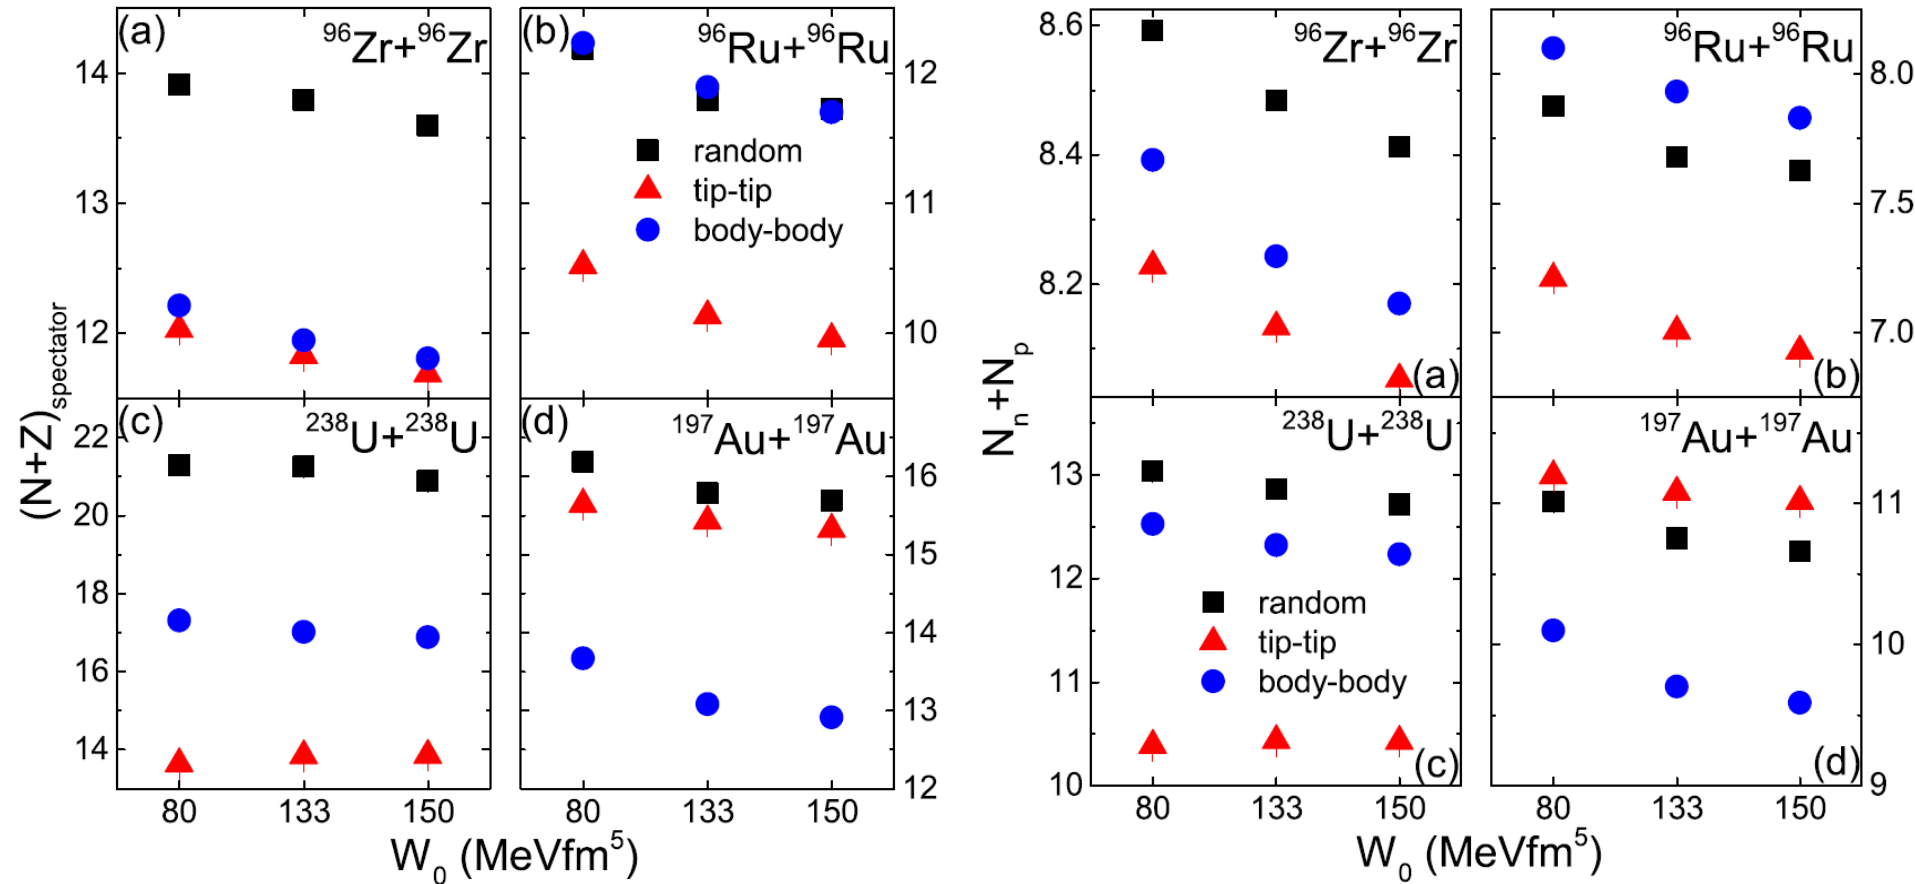 (a) ⁹⁶Zr+⁹⁶Zr
14
13
12
(b) ⁹⁶Ru+⁹⁶Ru
12
11
10
random
tip-tip
body-body
(N+Z)spectator
(c) ²³⁸U+²³⁸U
22
20
18
16
14
(d) ¹⁹⁷Au+¹⁹⁷Au
16
15
14
13
12
80 133 150
80 133 150
W₀ (MeVfm⁵)
⁹⁶Zr+⁹⁶Zr
8.6
8.4
8.2
(a)
⁹⁶Ru+⁹⁶Ru
8.0
7.5
7.0
(b)
Nₙ+Nₚ
²³⁸U+²³⁸U
13
12
11
10
random
tip-tip
body-body
(c)
¹⁹⁷Au+¹⁹⁷Au
11
10
9
(d)
80 133 150
80 133 150
W₀ (MeVfm⁵)